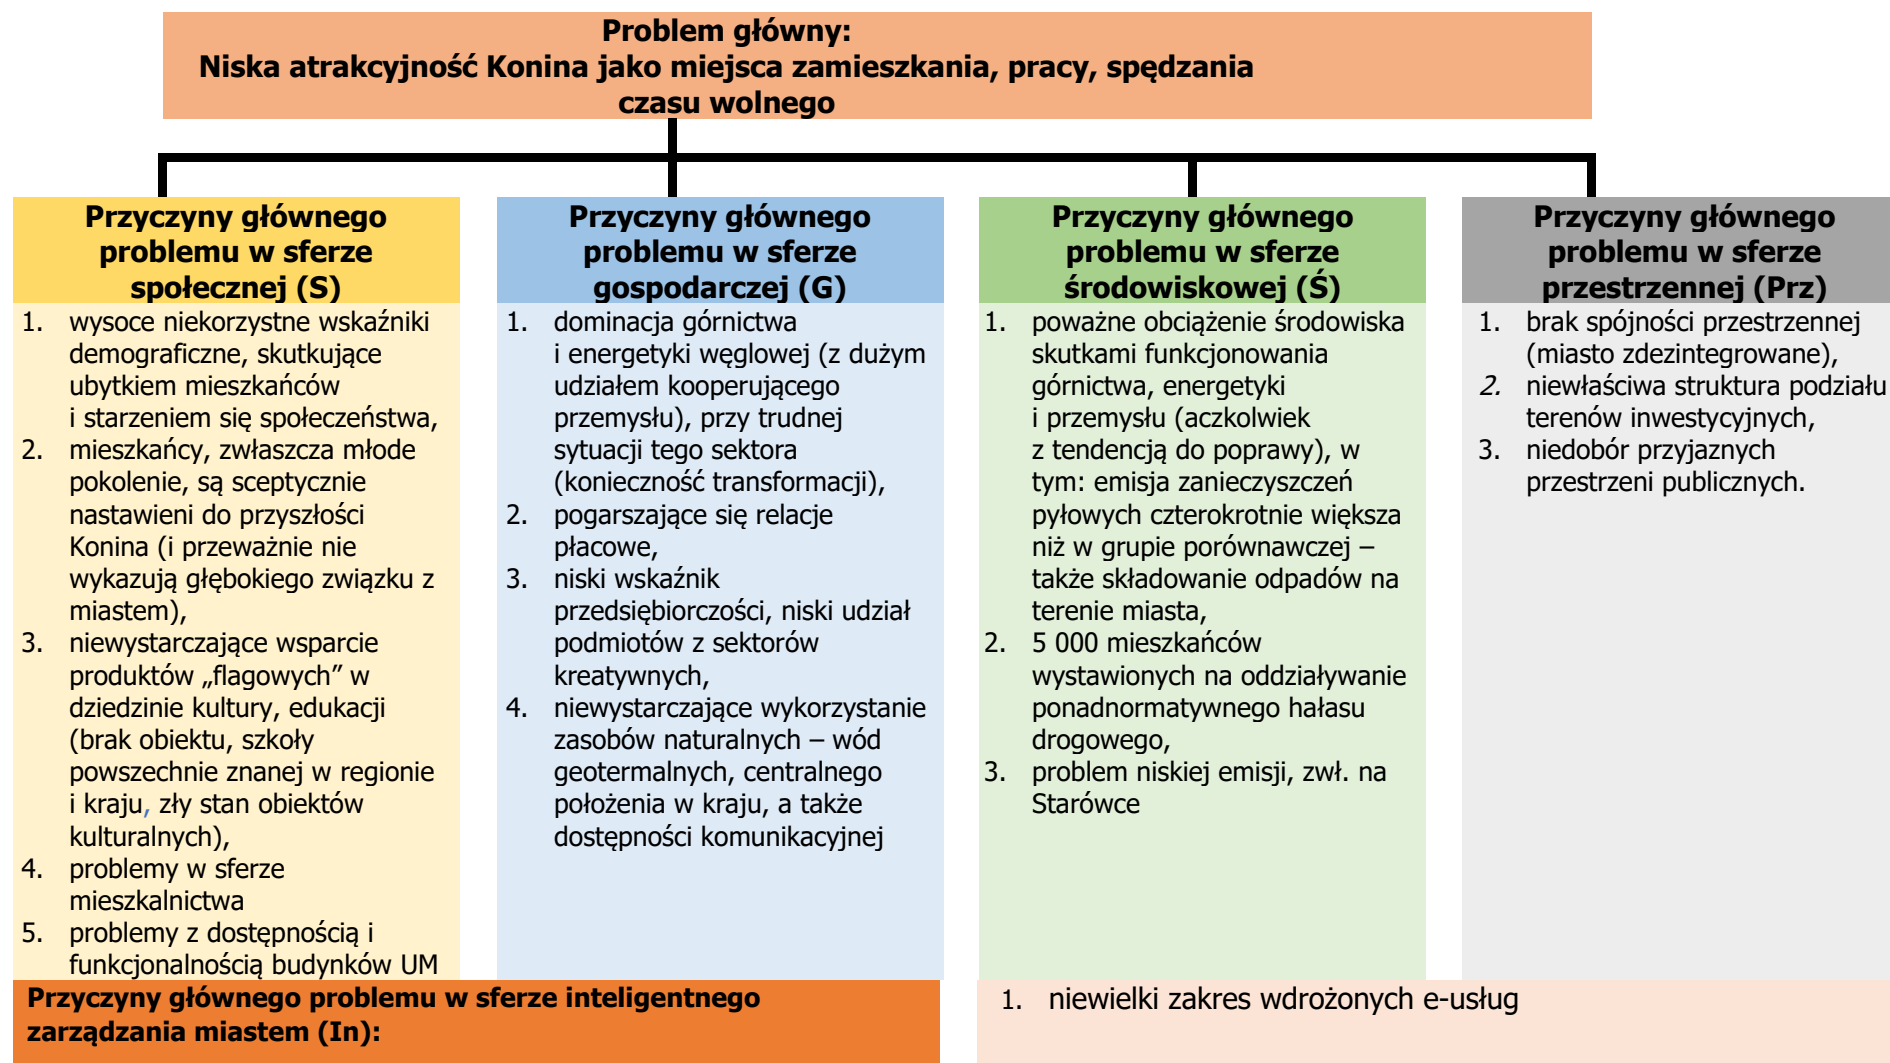 Problem główny:
Niska atrakcyjność Konina jako miejsca zamieszkania, pracy, spędzania
czasu wolnego
Przyczyny głównego
problemu w sferze
społecznej (S)
1. wysoce niekorzystne wskaźniki
demograficzne, skutkujące
ubytkiem mieszkańców
i starzeniem się społeczeństwa,
2. mieszkańcy, zwłaszcza młode
pokolenie, są sceptycznie
nastawieni do przyszłości
Konina (i przeważnie nie
wykazują głębokiego związku z
miastem),
3. niewystarczające wsparcie
produktów „flagowych” w
dziedzinie kultury, edukacji
(brak obiektu, szkoły
powszechnie znanej w regionie
i kraju, zły stan obiektów
kulturalnych),
4. problemy w sferze
mieszkalnictwa
5. problemy z dostępnością i
funkcjonalnością budynków UM
Przyczyny głównego
problemu w sferze
gospodarczej (G)
1. dominacja górnictwa
i energetyki węglowej (z dużym
udziałem kooperującego
przemysłu), przy trudnej
sytuacji tego sektora
(konieczność transformacji),
2. pogarszające się relacje
płacowe,
3. niski wskaźnik
przedsiębiorczości, niski udział
podmiotów z sektorów
kreatywnych,
4. niewystarczające wykorzystanie
zasobów naturalnych – wód
geotermalnych, centralnego
położenia w kraju, a także
dostępności komunikacyjnej
Przyczyny głównego
problemu w sferze
środowiskowej (Ś)
1. poważne obciążenie środowiska
skutkami funkcjonowania
górnictwa, energetyki
i przemysłu (aczkolwiek
z tendencją do poprawy), w
tym: emisja zanieczyszczeń
pyłowych czterokrotnie większa
niż w grupie porównawczej –
także składowanie odpadów na
terenie miasta,
2. 5 000 mieszkańców
wystawionych na oddziaływanie
ponadnormatywnego hałasu
drogowego,
3. problem niskiej emisji, zwł. na
Starówce
Przyczyny głównego
problemu w sferze
przestrzennej (Prz)
1. brak spójności przestrzennej
(miasto zdezintegrowane),
2. niewłaściwa struktura podziału
terenów inwestycyjnych,
3. niedobór przyjaznych
przestrzeni publicznych.
Przyczyny głównego problemu w sferze inteligentnego
zarządzania miastem (In):
1. niewielki zakres wdrożonych e-usług